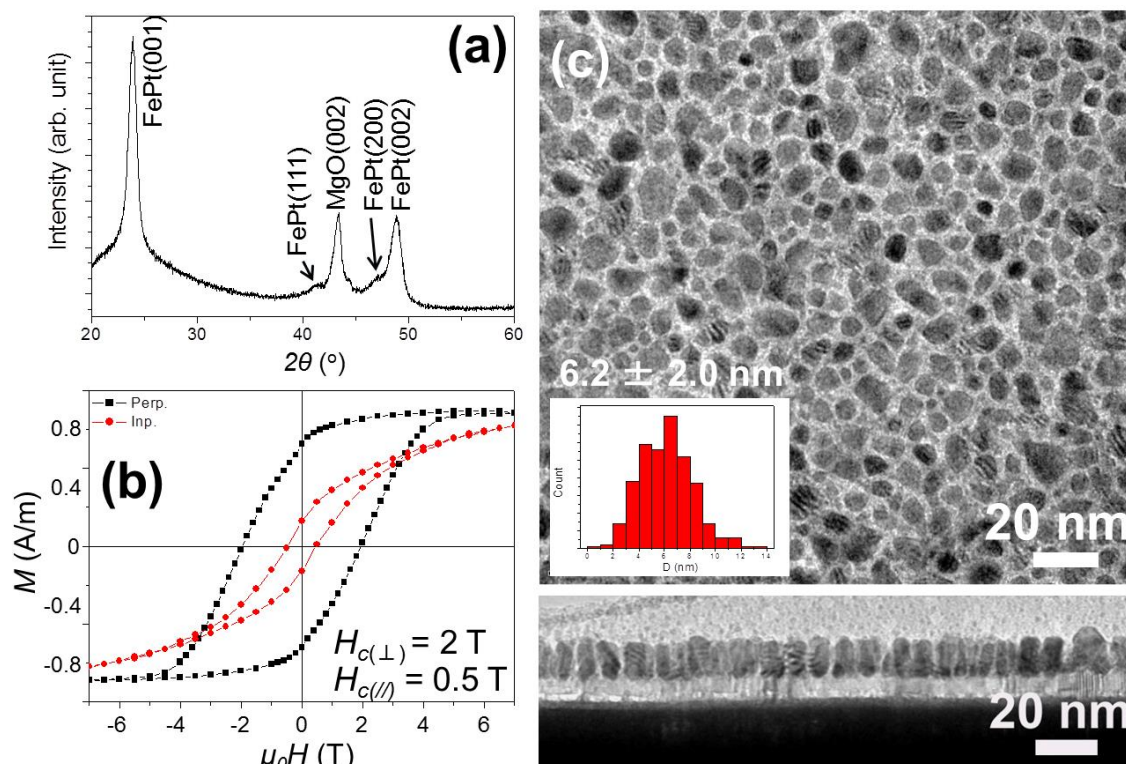 (a)
Intensity (arb. unit)
FePt(001)
FePt(111)
MgO(002)
FePt(200)
FePt(002)
20 30 40 50 60
2θ (°)
(b)
Perp.
Inp.
M (A/m)
0.8
0.4
0
-0.4
-0.8
H_c(⊥) = 2 T
H_c(//) = 0.5 T
-6 -4 -2 0 2 4 6
μ₀H (T)
(c)
6.2 ± 2.0 nm
Count
0 2 4 6 8 10 12 14
D (nm)
20 nm
20 nm